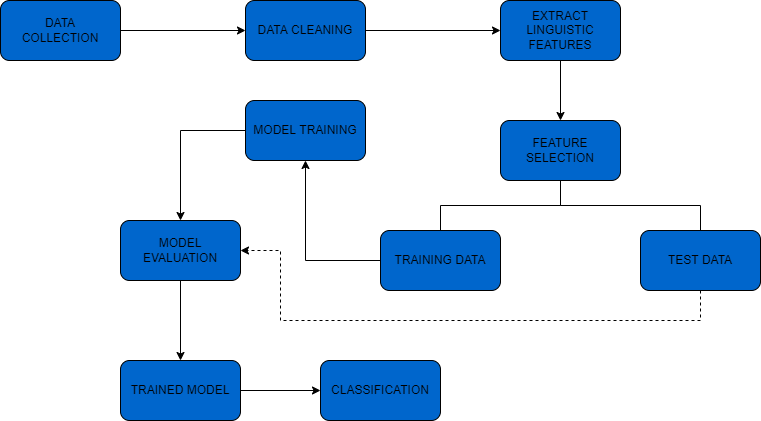 DATA
COLLECTION
DATA CLEANING
EXTRACT
LINGUISTIC
FEATURES
MODEL TRAINING
FEATURE
SELECTION
MODEL
EVALUATION
TRAINING DATA
TEST DATA
TRAINED MODEL
CLASSIFICATION